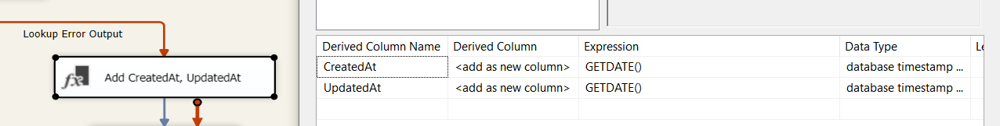 Lookup Error Output
fx Add CreatedAt, UpdatedAt
Derived Column Name Derived Column Expression Data Type Le
CreatedAt <add as new column> GETDATE() database timestamp ...
UpdatedAt <add as new column> GETDATE() database timestamp ...